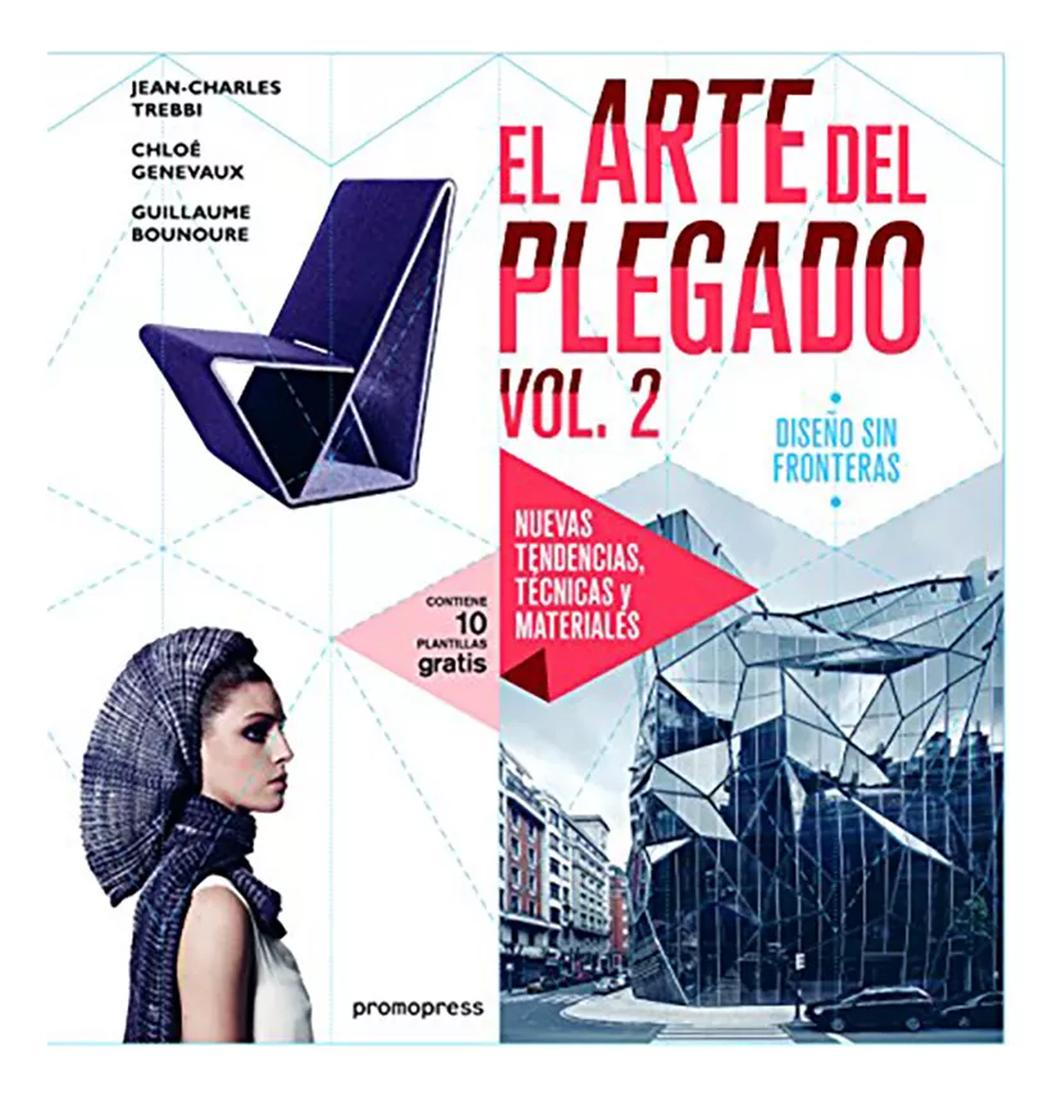 JEAN-CHARLES
TREBBI
CHLOÉ
GENEVAUX
GUILLAUME
BOUNOURE
EL ARTE DEL
PLEGADO
VOL. 2
DISEÑO SIN
FRONTERAS
NUEVAS
TENDENCIAS,
TÉCNICAS y
MATERIALES
CONTIENE
10
PLANTILLAS
gratis
promopress